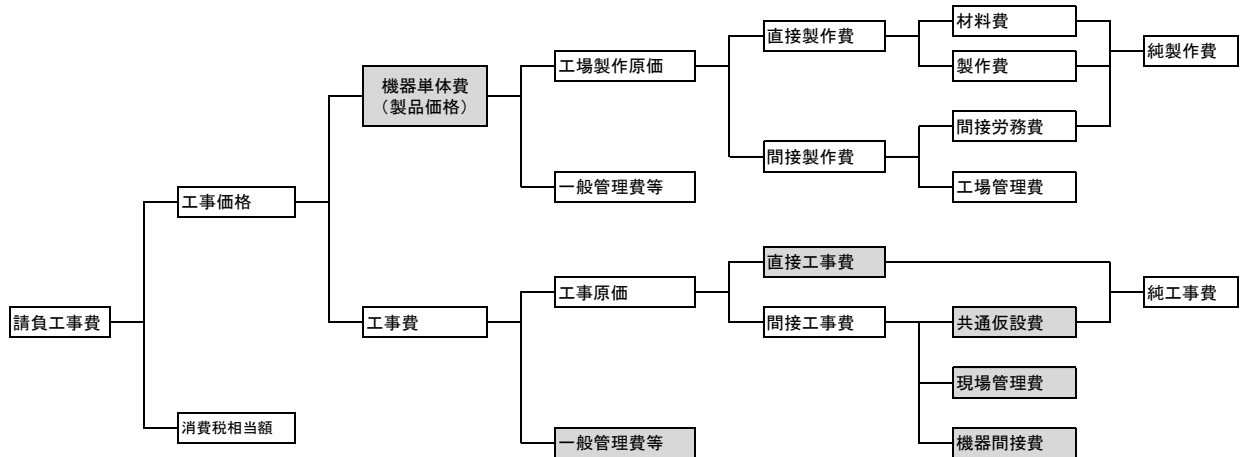 材料費
直接製作費
純製作費
工場製作原価
製作費
機器単体費
（製品価格）
間接労務費
間接製作費
一般管理費等
工場管理費
工事価格
直接工事費
工事原価
純工事費
請負工事費
工事費
間接工事費
共通仮設費
現場管理費
消費税相当額
一般管理費等
機器間接費